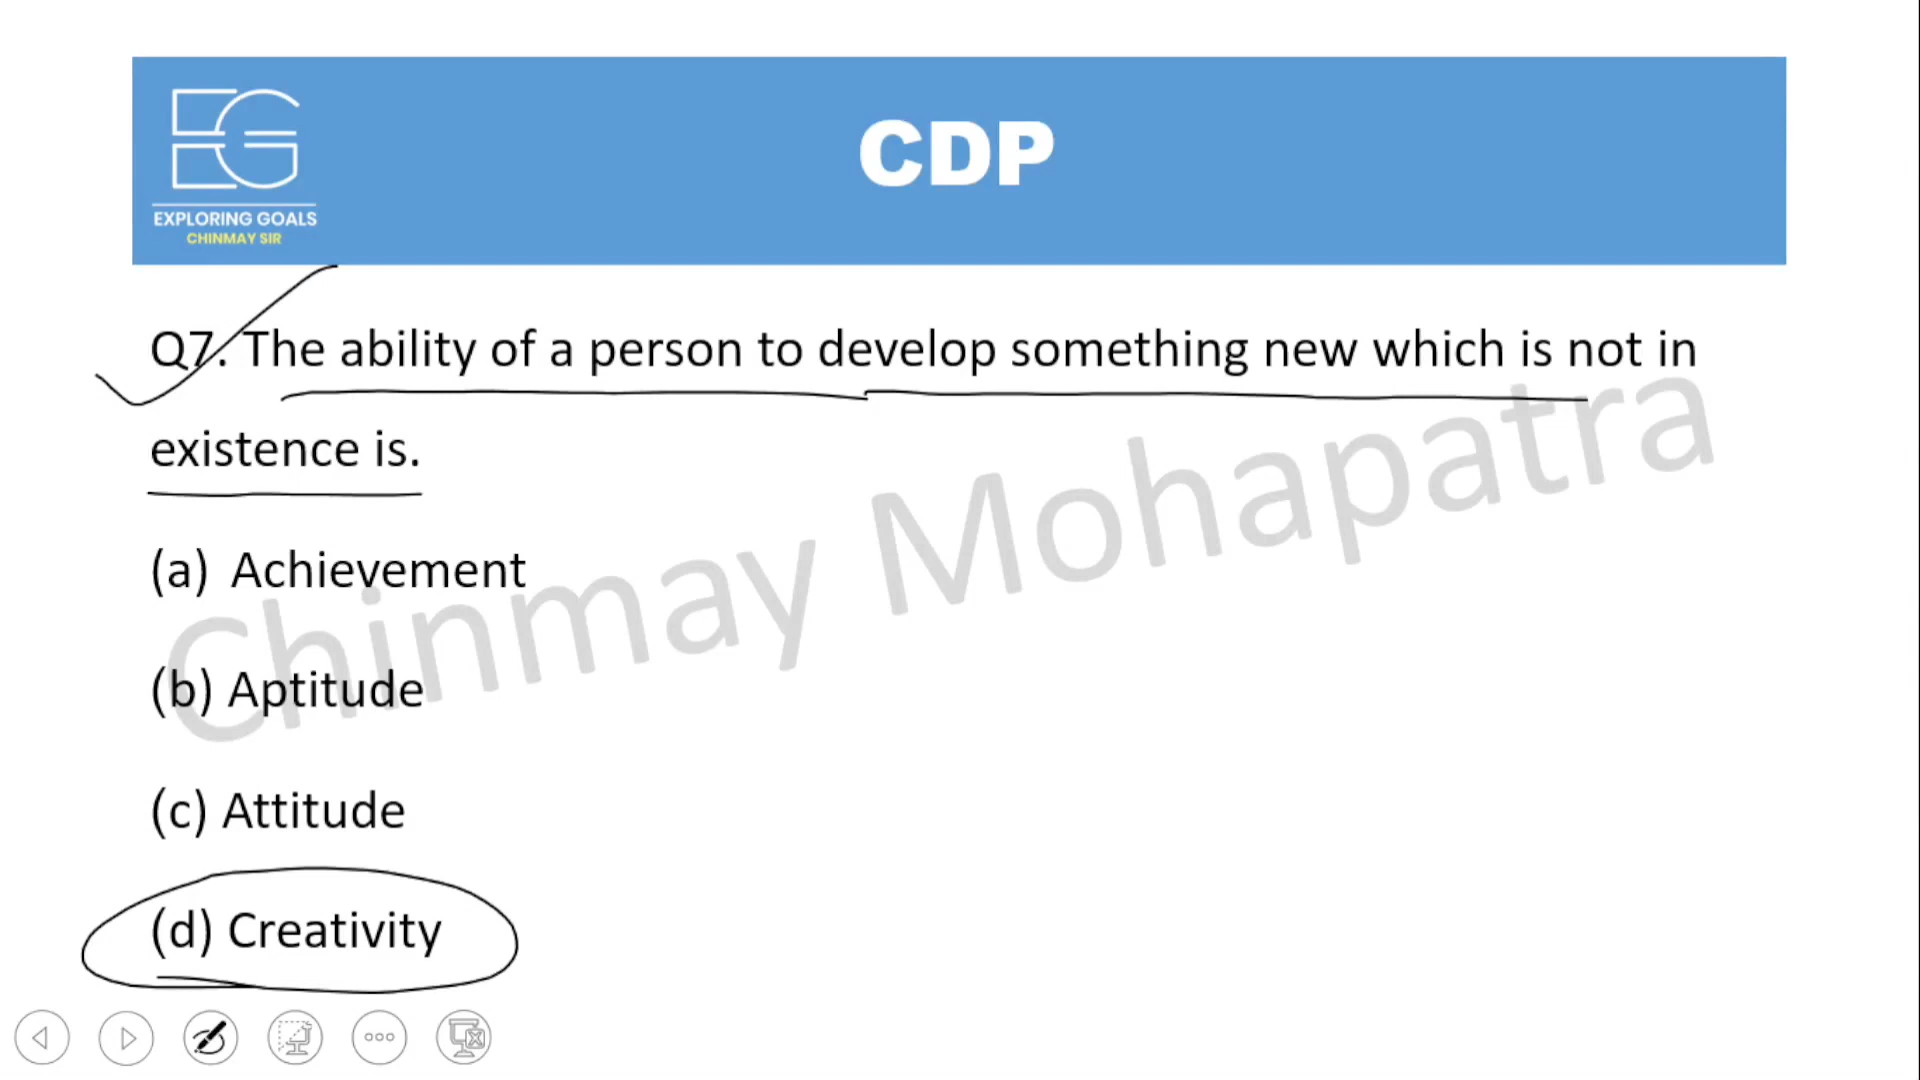 CDP
EG
EXPLORING GOALS
CHINMAY SIR
Q7. The ability of a person to develop something new which is not in
existence is.
(a) Achievement
(b) Aptitude
(c) Attitude
(d) Creativity
Chinmay Mohapatra